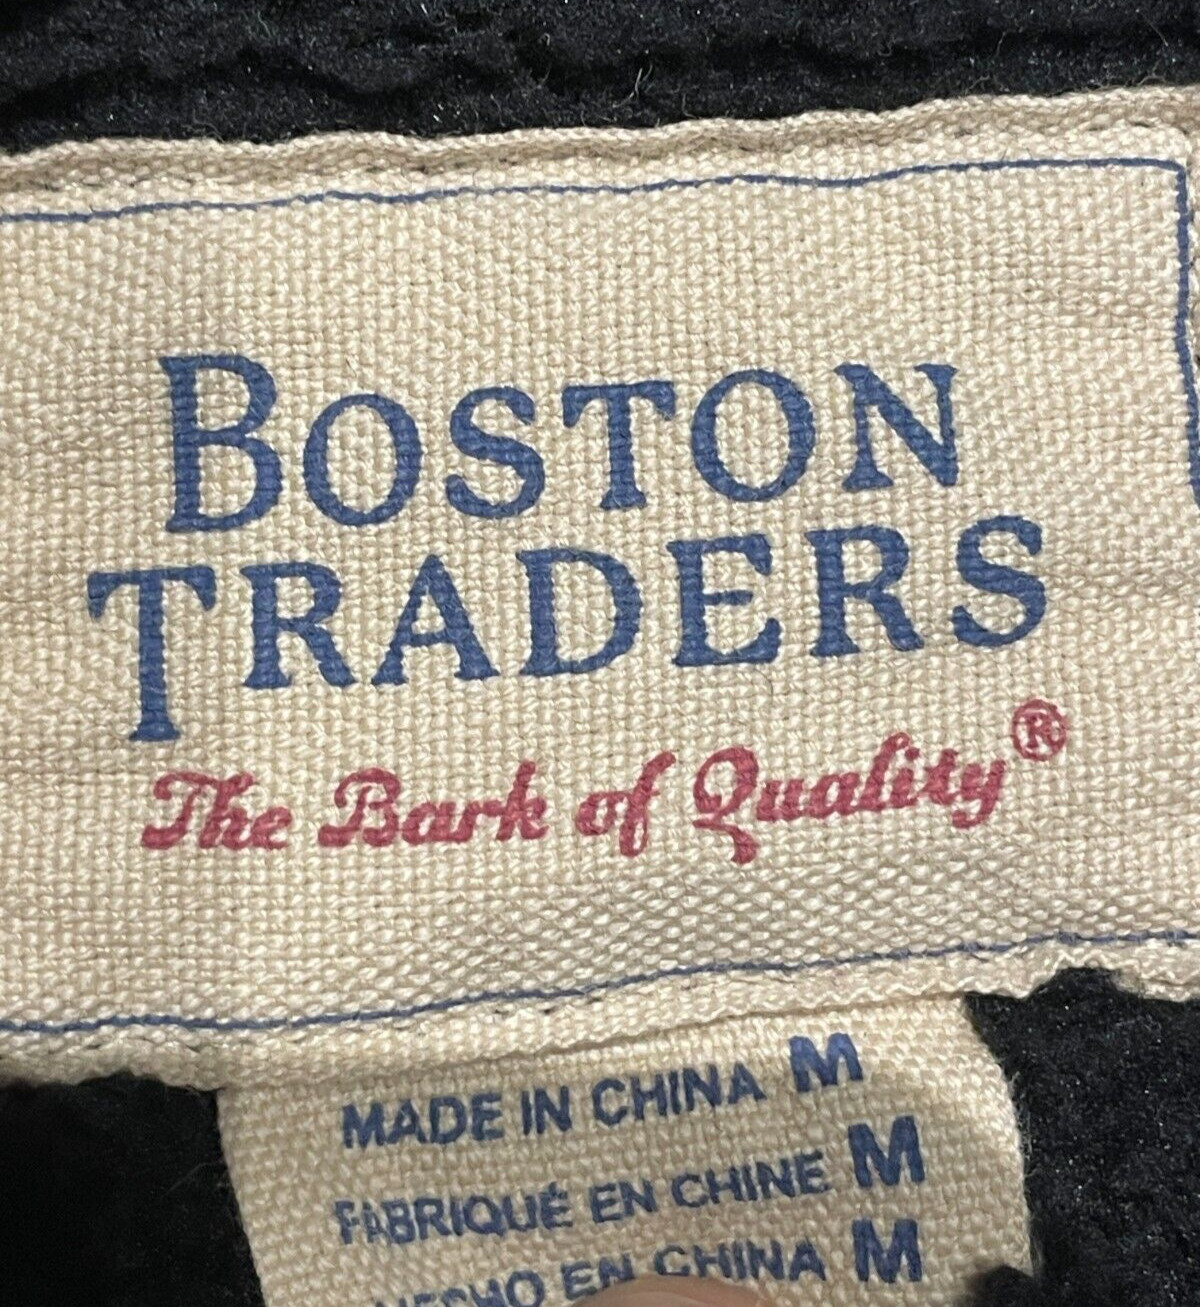 BOSTON
TRADERS
The Bark of Quality®
MADE IN CHINA M
FABRIQUÉ EN CHINE M
HECHO EN CHINA M